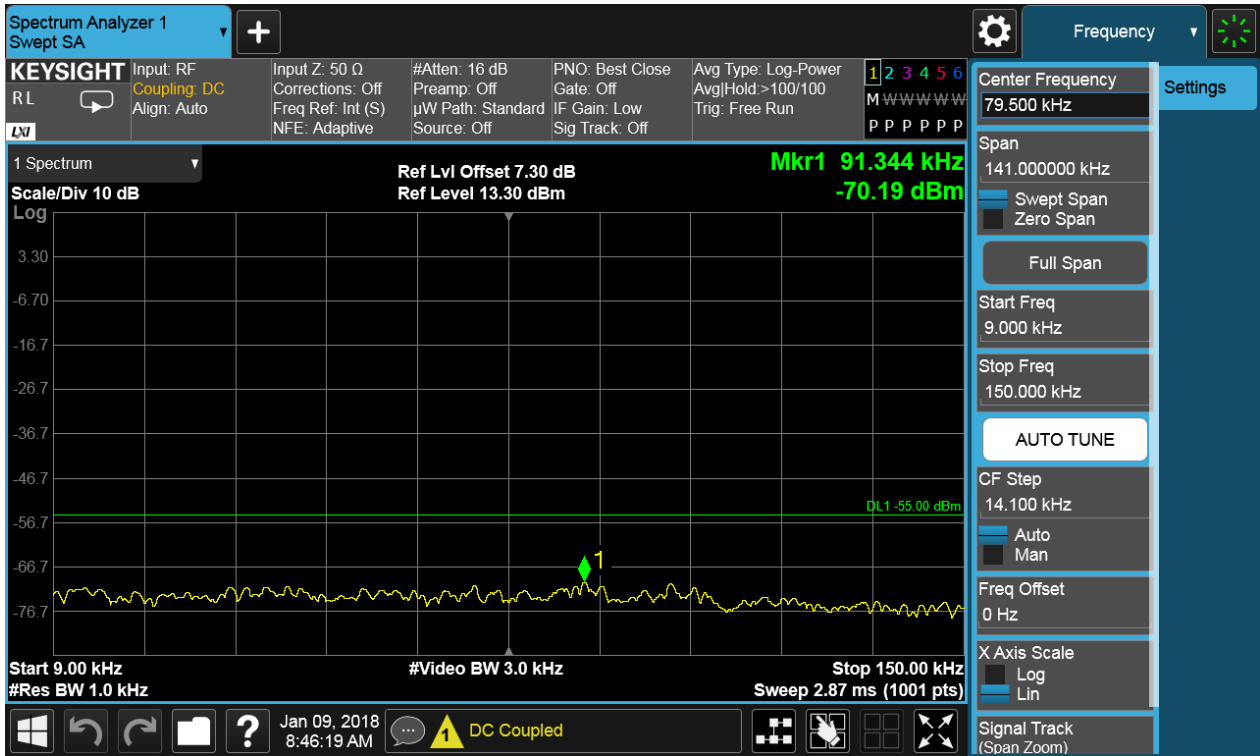 Spectrum Analyzer 1
Swept SA
Frequency
KEYSIGHT
RL
LXI
Input: RF
Coupling: DC
Align: Auto
Input Z: 50 Ω
Corrections: Off
Freq Ref: Int (S)
NFE: Adaptive
#Atten: 16 dB
Preamp: Off
µW Path: Standard
Source: Off
PNO: Best Close
Gate: Off
IF Gain: Low
Sig Track: Off
Avg Type: Log-Power
Avg|Hold:>100/100
Trig: Free Run
1 2 3 4 5 6
M W W W W W
P P P P P P
1 Spectrum
Scale/Div 10 dB
Ref Lvl Offset 7.30 dB
Ref Level 13.30 dBm
Mkr1 91.344 kHz
-70.19 dBm
Log
3.30
-6.70
-16.7
-26.7
-36.7
-46.7
-56.7
-66.7
-76.7
DL1 -55.00 dBm
1
Start 9.00 kHz
#Res BW 1.0 kHz
#Video BW 3.0 kHz
Stop 150.00 kHz
Sweep 2.87 ms (1001 pts)
Center Frequency
79.500 kHz
Span
141.000000 kHz
Swept Span
Zero Span
Full Span
Start Freq
9.000 kHz
Stop Freq
150.000 kHz
AUTO TUNE
CF Step
14.100 kHz
Auto
Man
Freq Offset
0 Hz
X Axis Scale
Log
Lin
Signal Track
(Span Zoom)
Settings
?
Jan 09, 2018
8:46:19 AM
1
DC Coupled